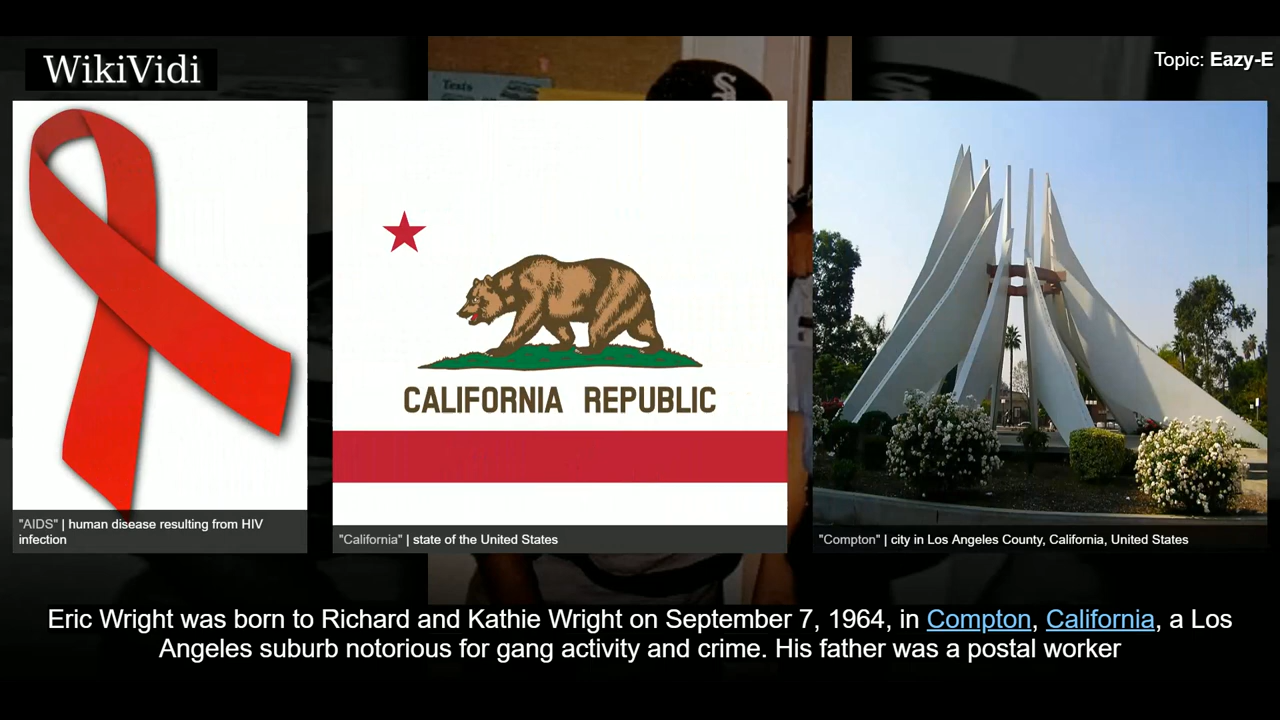 WikiVidi
Topic: Eazy-E
Tests
CALIFORNIA REPUBLIC
"AIDS" | human disease resulting from HIV
infection
"California" | state of the United States
"Compton" | city in Los Angeles County, California, United States
Eric Wright was born to Richard and Kathie Wright on September 7, 1964, in Compton, California, a Los
Angeles suburb notorious for gang activity and crime. His father was a postal worker